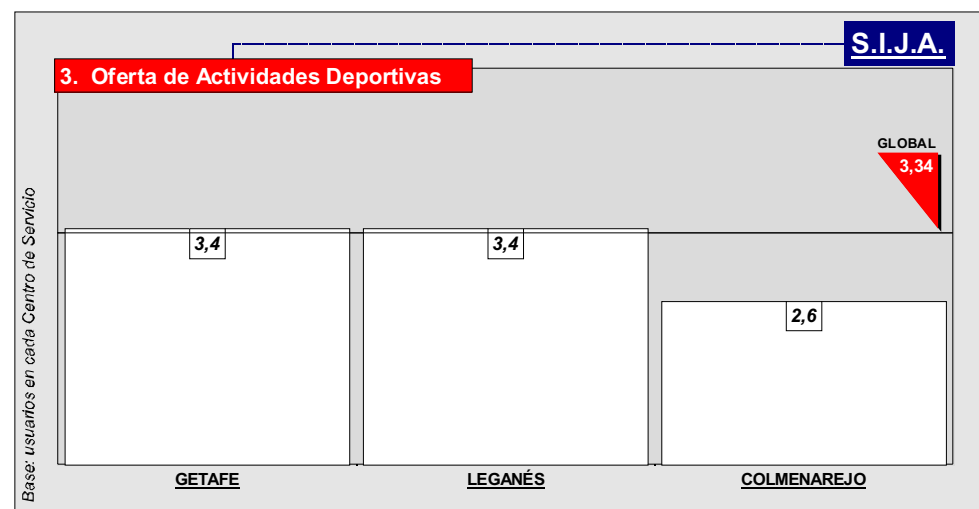 S.I.J.A.
3. Oferta de Actividades Deportivas
GLOBAL
3,34
Base: usuarios en cada Centro de Servicio
3,4
3,4
2,6
GETAFE
LEGANÉS
COLMENAREJO